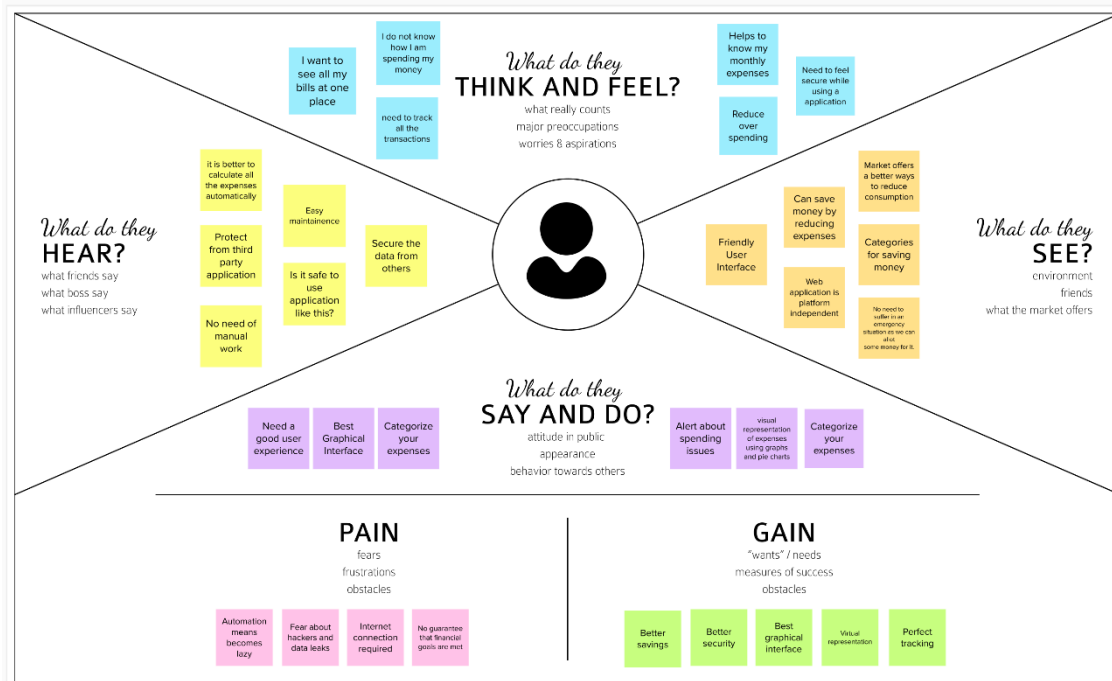 What do they
THINK AND FEEL?
what really counts
major preoccupations
worries & aspirations
I want to
see all my
bills at one
place
I do not know
how I am
spending my
money
need to track
all the
transactions
Helps to
know my
monthly
expenses
Reduce
over
spending
Need to feel
secure while
using a
application
What do they
HEAR?
what friends say
what boss say
what influencers say
it is better to
calculate all
the expenses
automatically
Protect
from third
party
application
No need of
manual
work
Easy
maintainence
Is it safe to
use
application
like this?
Secure the
data from
others
What do they
SEE?
environment
friends
what the market offers
Friendly
User
Interface
Can save
money by
reducing
expenses
Web
application is
platform
independent
Market offers
a better ways
to reduce
consumption
Categories
for saving
money
No need to
suffer in an
emergency
situation as we can
allot
some money for it.
What do they
SAY AND DO?
attitude in public
appearance
behavior towards others
Need a
good user
experience
Best
Graphical
Interface
Categorize
your
expenses
Alert about
spending
issues
visual
representation
of expenses
using graphs
and pie charts
Categorize
your
expenses
PAIN
fears
frustrations
obstacles
Automation
means
becomes
lazy
Fear about
hackers and
data leaks
Internet
connection
required
No guarantee
that financial
goals are met
GAIN
"wants" / needs
measures of success
obstacles
Better
savings
Better
security
Best
graphical
interface
Virtual
representation
Perfect
tracking